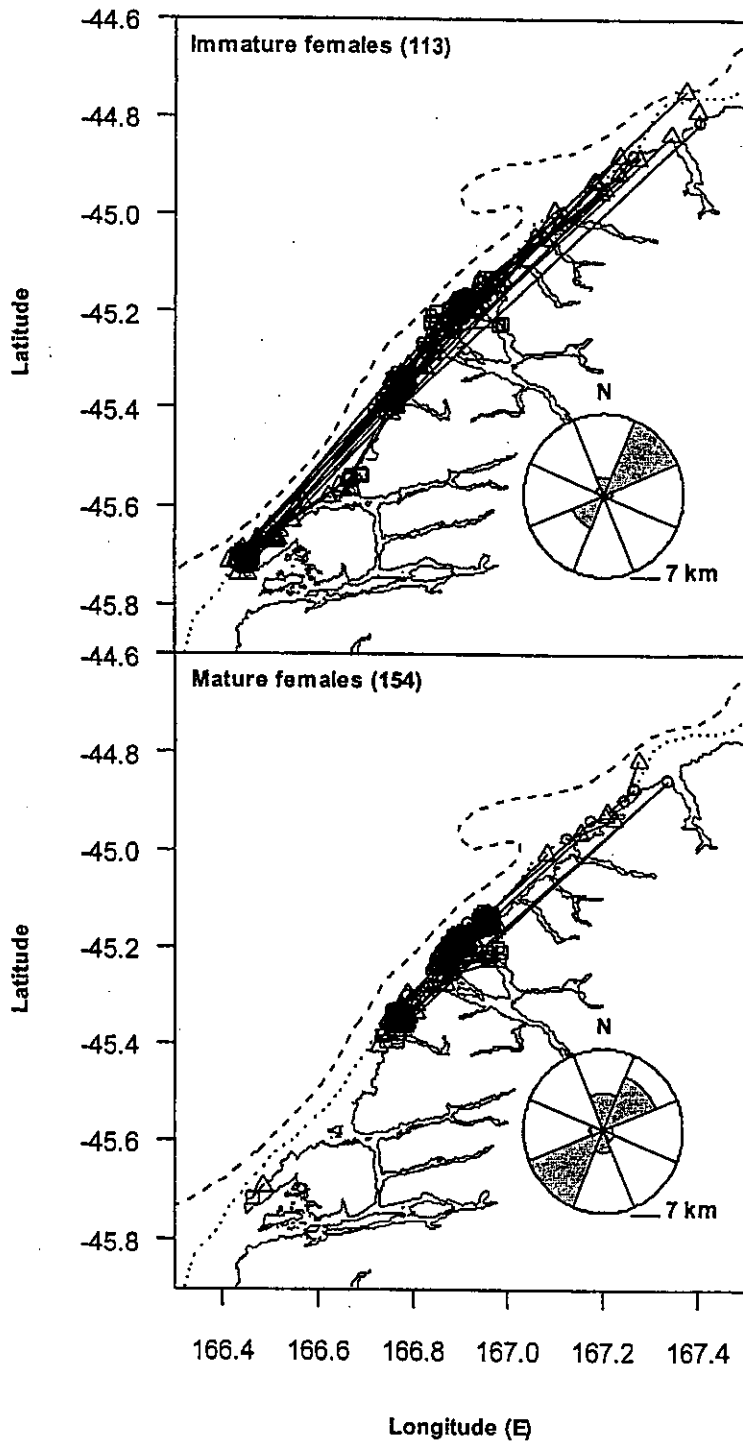 -44.6
Immature females (113)
-44.8
-45.0
Latitude
-45.2
-45.4
N
-45.6
7 km
-45.8
-44.6
Mature females (154)
-44.8
-45.0
Latitude
-45.2
-45.4
N
-45.6
7 km
-45.8
166.4 166.6 166.8 167.0 167.2 167.4
Longitude (E)